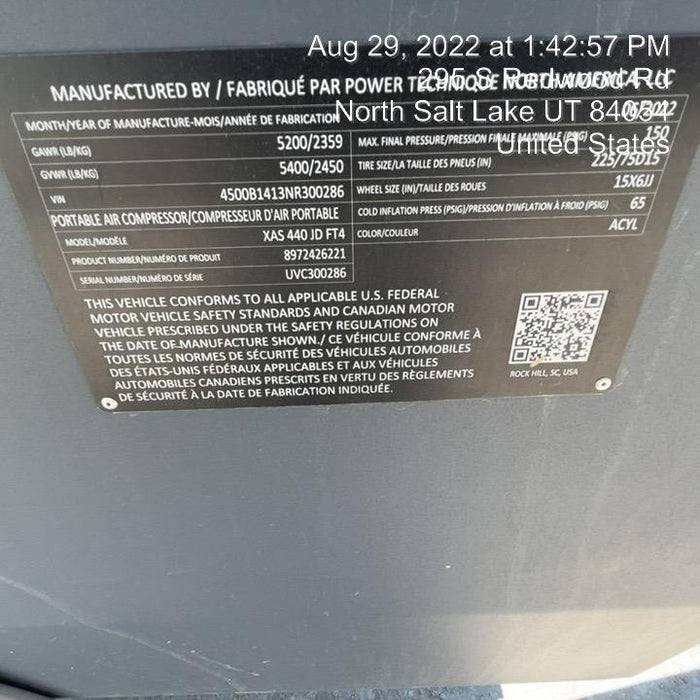 Aug 29, 2022 at 1:42:57 PM
295 S Redwood Rd
North Salt Lake UT 84054
United States
MANUFACTURED BY / FABRIQUÉ PAR POWER TECHNIQUE NORTH AMERICA LLC
MONTH/YEAR OF MANUFACTURE-MOIS/ANNÉE DE FABRICATION
GAWR (LB/KG) 5200/2359 MAX. FINAL PRESSURE/PRESSION FINALE MAXIMALE (PSIG) 150
GVWR (LB/KG) 5400/2450 TIRE SIZE/LA TAILLE DES PNEUS (IN) 225/75D15
VIN 4500B1413NR300286 WHEEL SIZE (IN)/TAILLE DES ROUES 15X6JJ
PORTABLE AIR COMPRESSOR/COMPRESSEUR D'AIR PORTABLE COLD INFLATION PRESS (PSIG)/PRESSION D'INFLATION À FROID (PSIG) 65
MODEL/MODÈLE XAS 440 JD FT4 COLOR/COULEUR ACYL
PRODUCT NUMBER/NUMÉRO DE PRODUIT 8972426221
SERIAL NUMBER/NUMÉRO DE SÉRIE UVC300286
THIS VEHICLE CONFORMS TO ALL APPLICABLE U.S. FEDERAL
MOTOR VEHICLE SAFETY STANDARDS AND CANADIAN MOTOR
VEHICLE PRESCRIBED UNDER THE SAFETY REGULATIONS ON
THE DATE OF MANUFACTURE SHOWN./ CE VÉHICULE CONFORME À
TOUTES LES NORMES DE SÉCURITÉ DES VÉHICULES AUTOMOBILES
DES ÉTATS-UNIS FÉDÉRAUX APPLICABLES ET AUX VÉHICULES
AUTOMOBILES CANADIENS PRESCRITS EN VERTU DES RÈGLEMENTS
DE SÉCURITÉ À LA DATE DE FABRICATION INDIQUÉE.
ROCK HILL, SC, USA